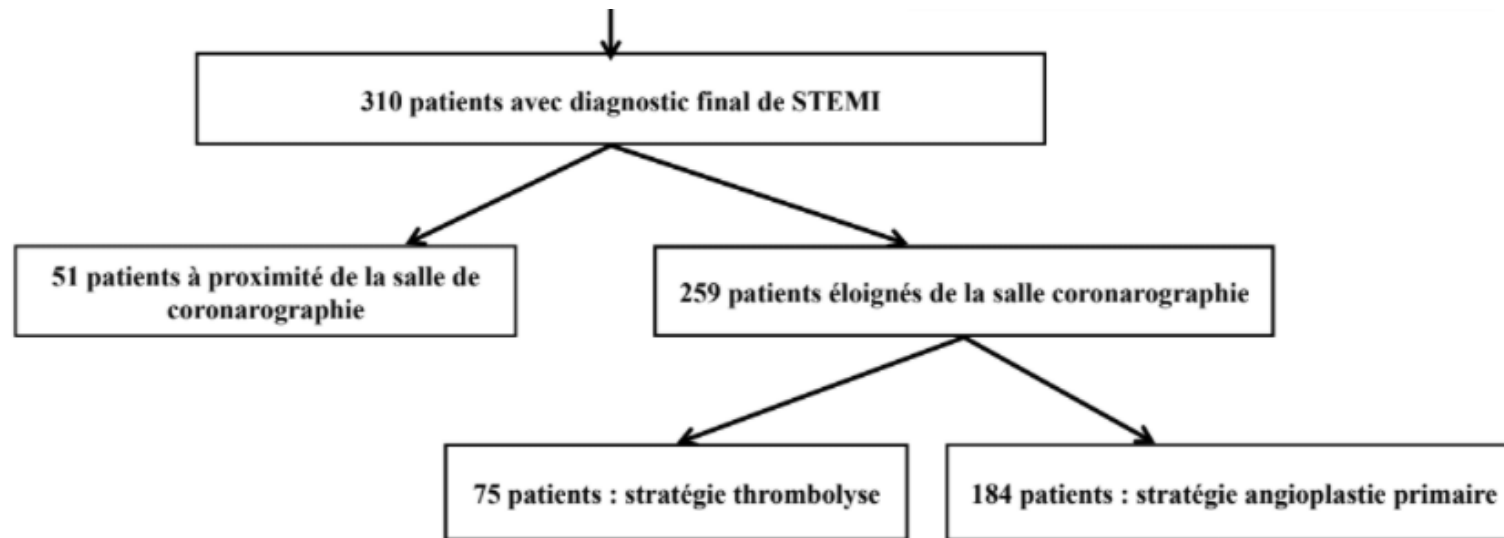 310 patients avec diagnostic final de STEMI
51 patients à proximité de la salle de
coronarographie
259 patients éloignés de la salle coronarographie
75 patients : stratégie thrombolyse
184 patients : stratégie angioplastie primaire